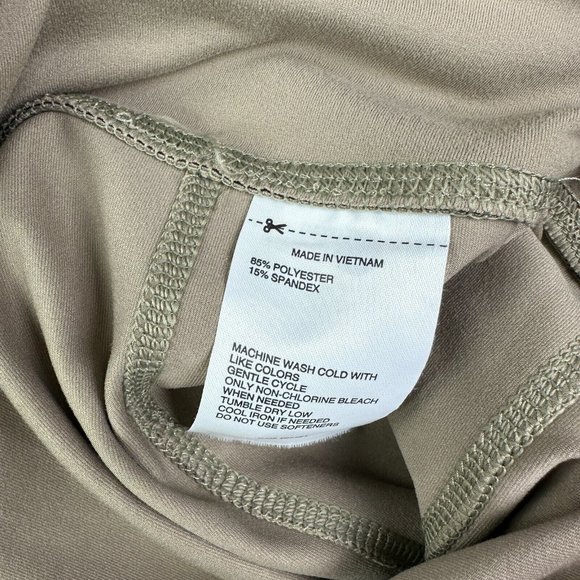 MADE IN VIETNAM
85% POLYESTER
15% SPANDEX
MACHINE WASH COLD WITH
LIKE COLORS
GENTLE CYCLE
ONLY NON-CHLORINE BLEACH
WHEN NEEDED
TUMBLE DRY LOW
COOL IRON IF NEEDED
DO NOT USE SOFTENERS